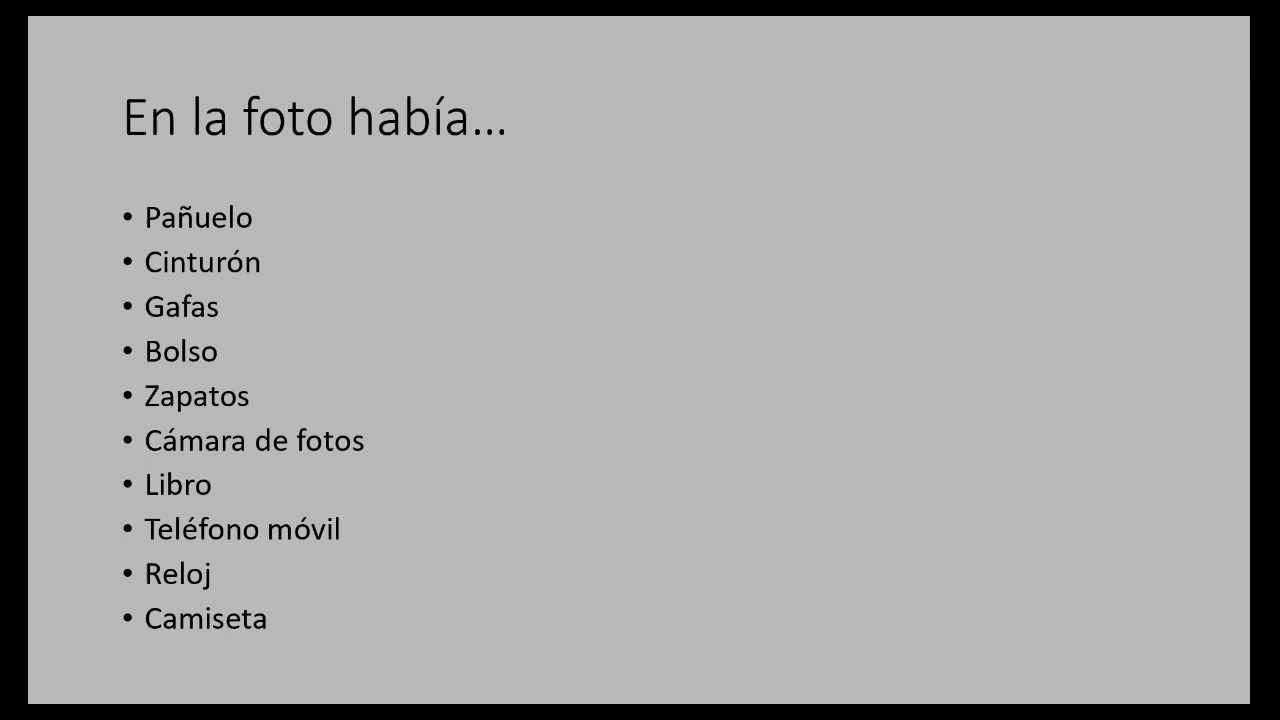 En la foto había...
• Pañuelo
• Cinturón
• Gafas
• Bolso
• Zapatos
• Cámara de fotos
• Libro
• Teléfono móvil
• Reloj
• Camiseta